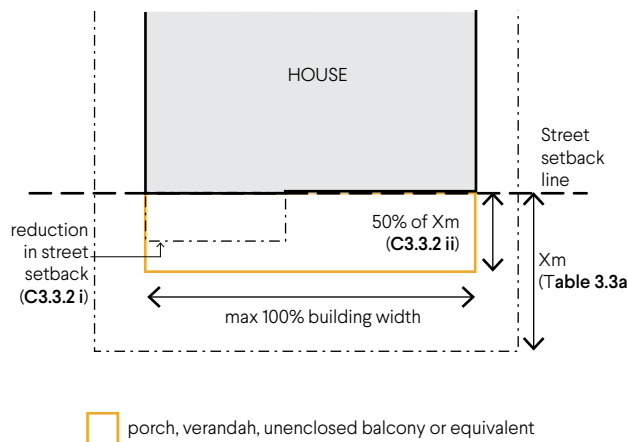 HOUSE
Street
setback
line
reduction
in street
setback
(C3.3.2 i)
50% of Xm
(C3.3.2 ii)
Xm
(Table 3.3a
max 100% building width
porch, verandah, unenclosed balcony or equivalent